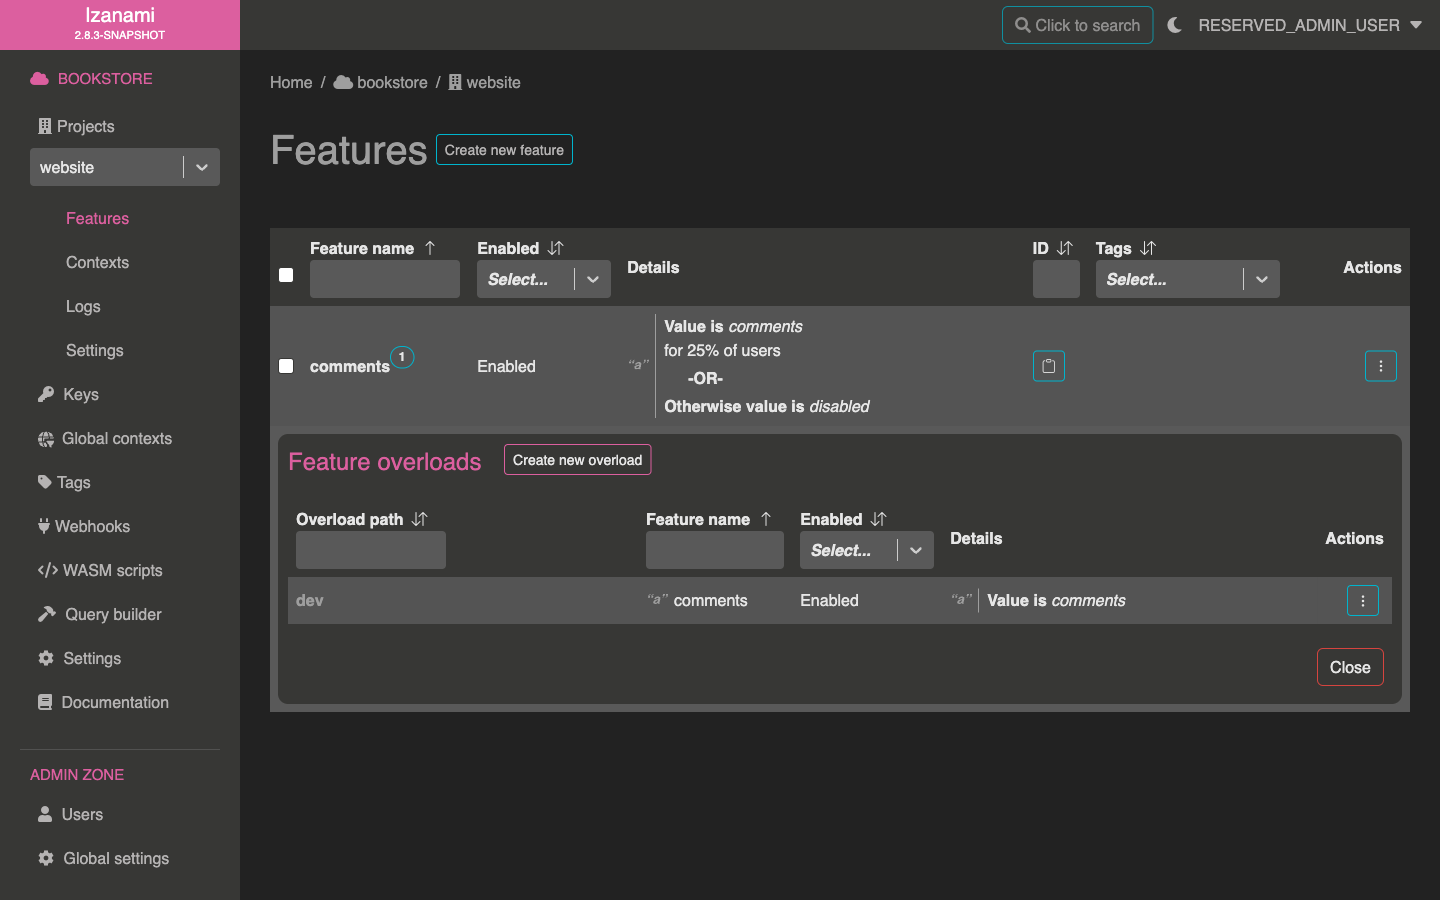 Izanami
2.8.3-SNAPSHOT
Click to search
RESERVED_ADMIN_USER
BOOKSTORE
Projects
website
Features
Contexts
Logs
Settings
Keys
Global contexts
Tags
Webhooks
WASM scripts
Query builder
Settings
Documentation
ADMIN ZONE
Users
Global settings
Home / bookstore / website
Features Create new feature
Feature name Enabled Details ID Tags Actions
Select... Select...
comments 1 Enabled “a” Value is comments
for 25% of users
-OR-
Otherwise value is disabled
Feature overloads Create new overload
Overload path Feature name Enabled Details Actions
Select...
dev “a” comments Enabled “a” Value is comments
Close